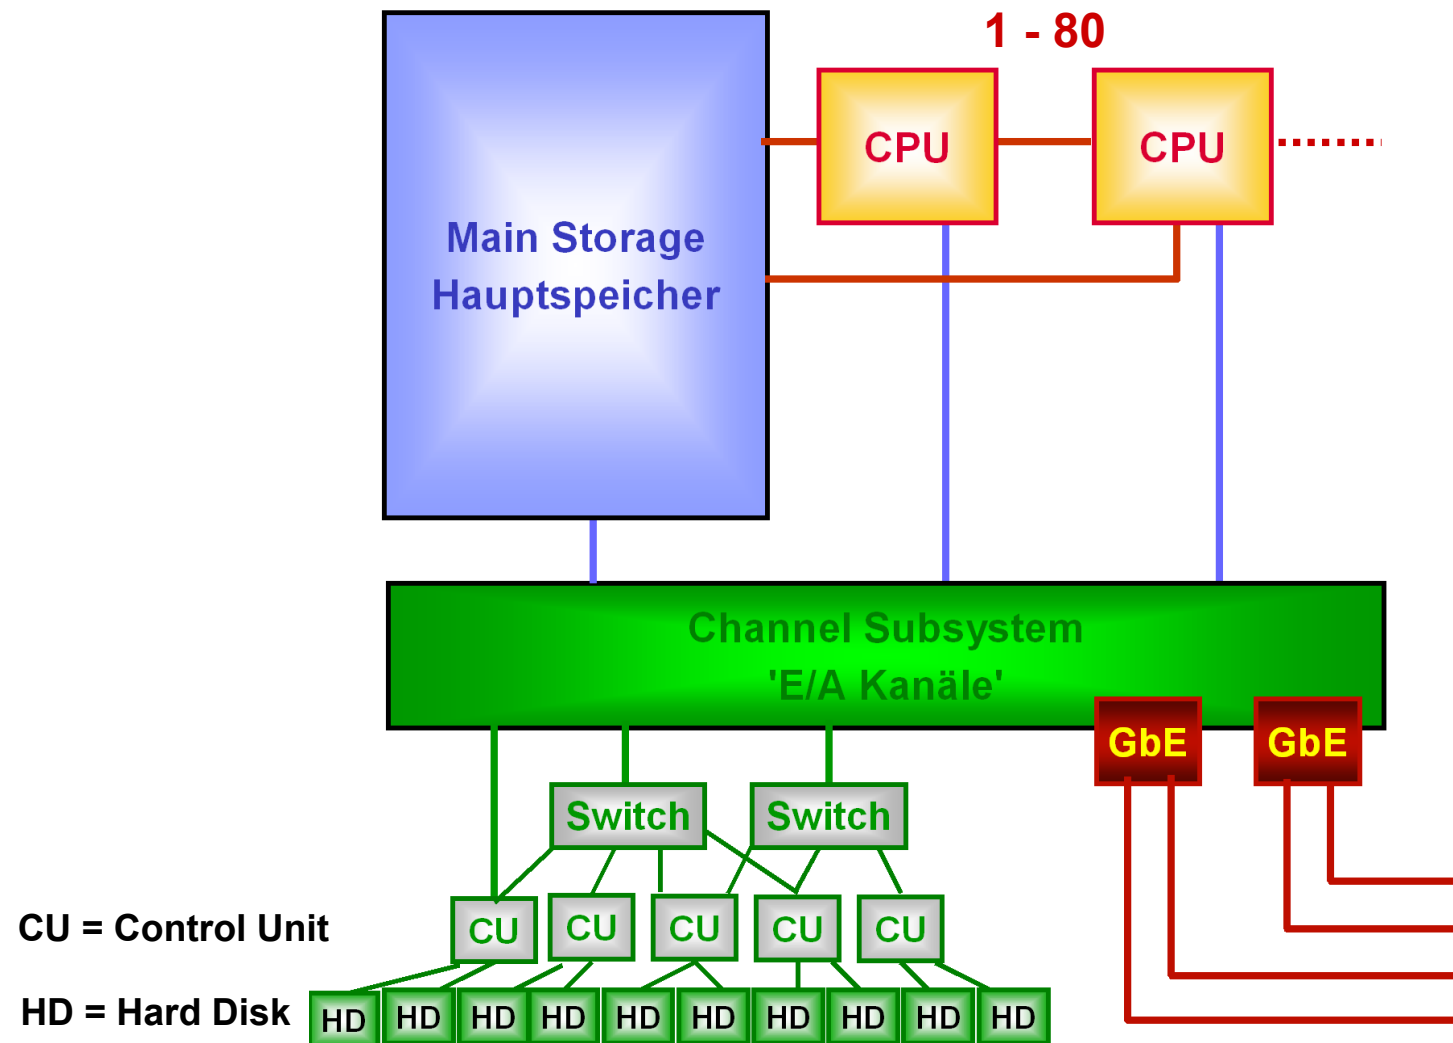 1 - 80
CPU
CPU
Main Storage
Hauptspeicher
Channel Subsystem
'E/A Kanäle'
GbE
GbE
Switch
Switch
CU = Control Unit
CU
CU
CU
CU
CU
HD = Hard Disk
HD
HD
HD
HD
HD
HD
HD
HD
HD
HD